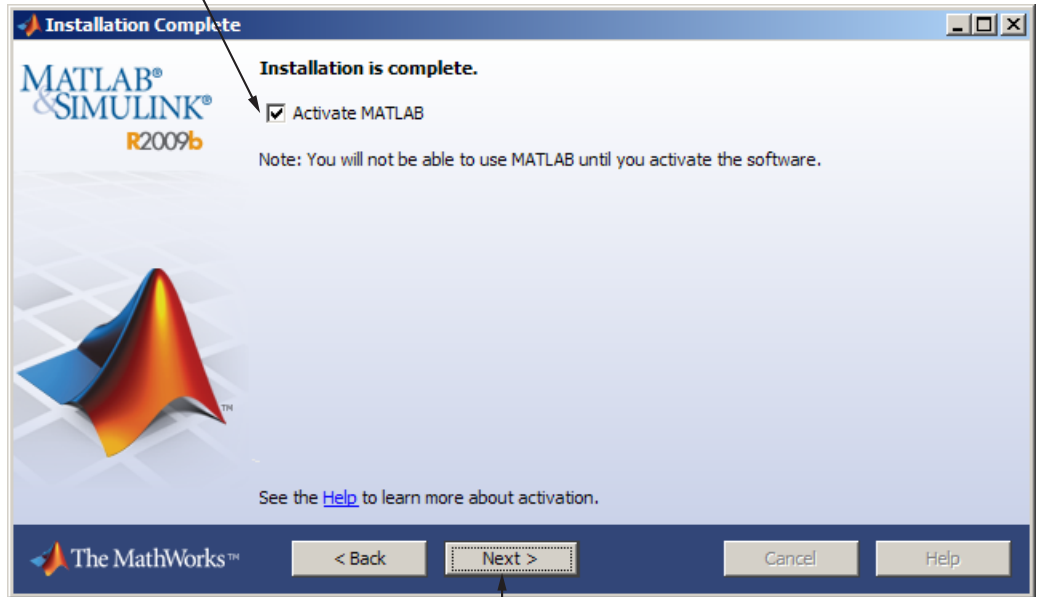 Installation Complete
MATLAB®
&SIMULINK®
R2009b
Installation is complete.
Activate MATLAB
Note: You will not be able to use MATLAB until you activate the software.
TM
See the Help to learn more about activation.
The MathWorks™
< Back
Next >
Cancel
Help